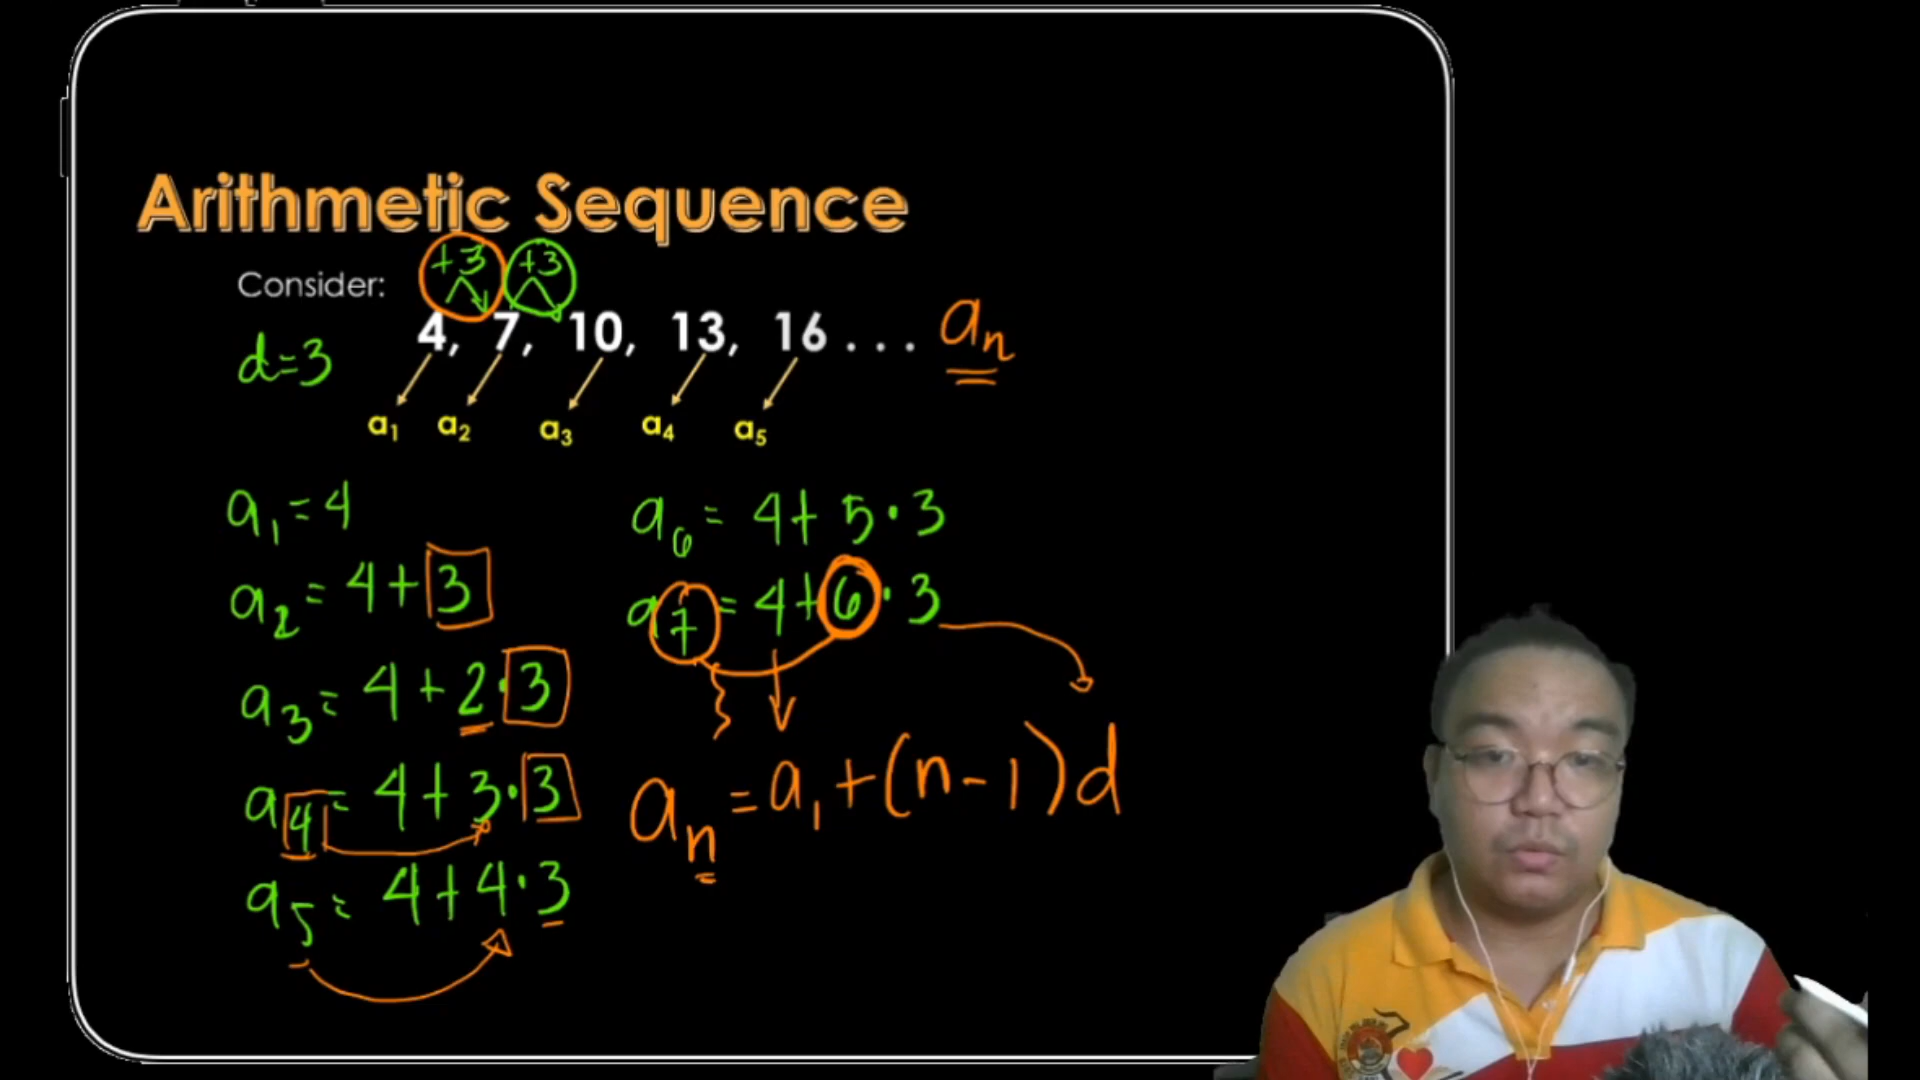 Arithmetic Sequence
+3 +3
Consider:
4, 7, 10, 13, 16 . . . aₙ
d=3
a₁ a₂ a₃ a₄ a₅
a₁ = 4
a₂ = 4+3
a₃ = 4+2·3
a₄ = 4+3·3
a₅ = 4+4·3
a₆ = 4+5·3
a₇ = 4+6·3
aₙ = a₁+(n-1)d